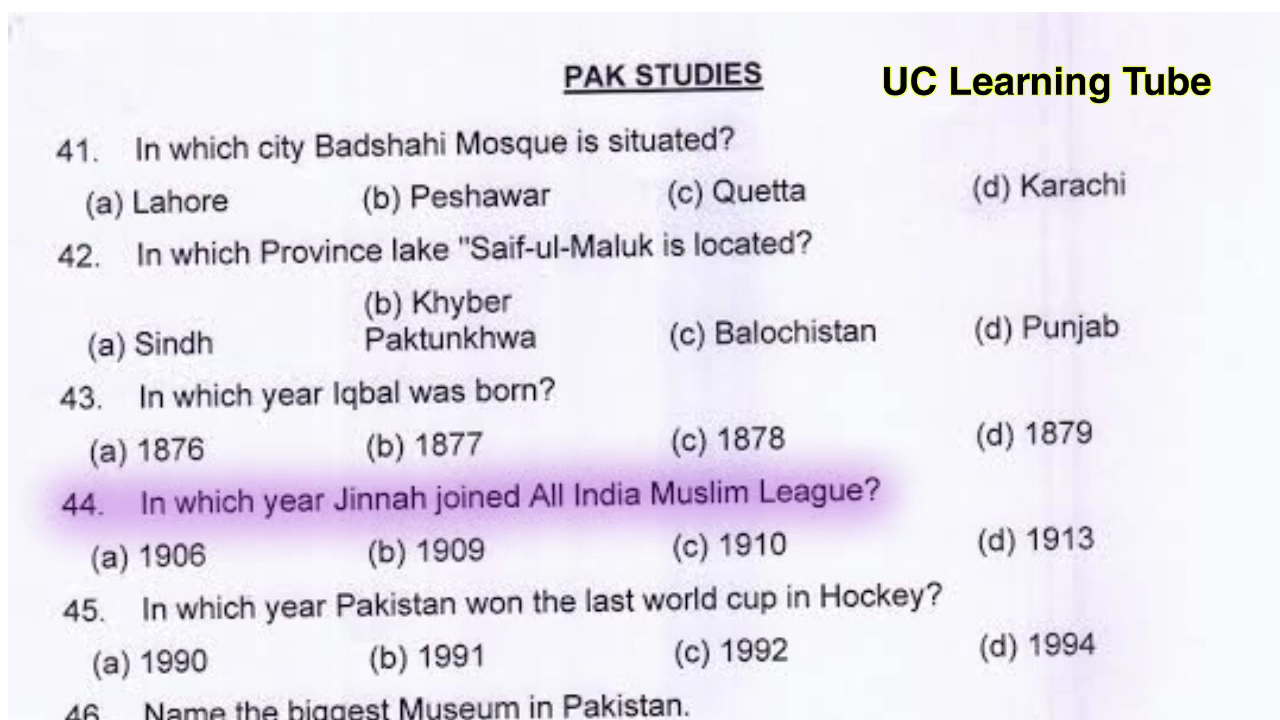 PAK STUDIES
UC Learning Tube
41. In which city Badshahi Mosque is situated?
(a) Lahore (b) Peshawar (c) Quetta (d) Karachi
42. In which Province lake "Saif-ul-Maluk is located?
(b) Khyber
(a) Sindh Paktunkhwa (c) Balochistan (d) Punjab
43. In which year Iqbal was born?
(a) 1876 (b) 1877 (c) 1878 (d) 1879
44. In which year Jinnah joined All India Muslim League?
(a) 1906 (b) 1909 (c) 1910 (d) 1913
45. In which year Pakistan won the last world cup in Hockey?
(a) 1990 (b) 1991 (c) 1992 (d) 1994
46. Name the biggest Museum in Pakistan.